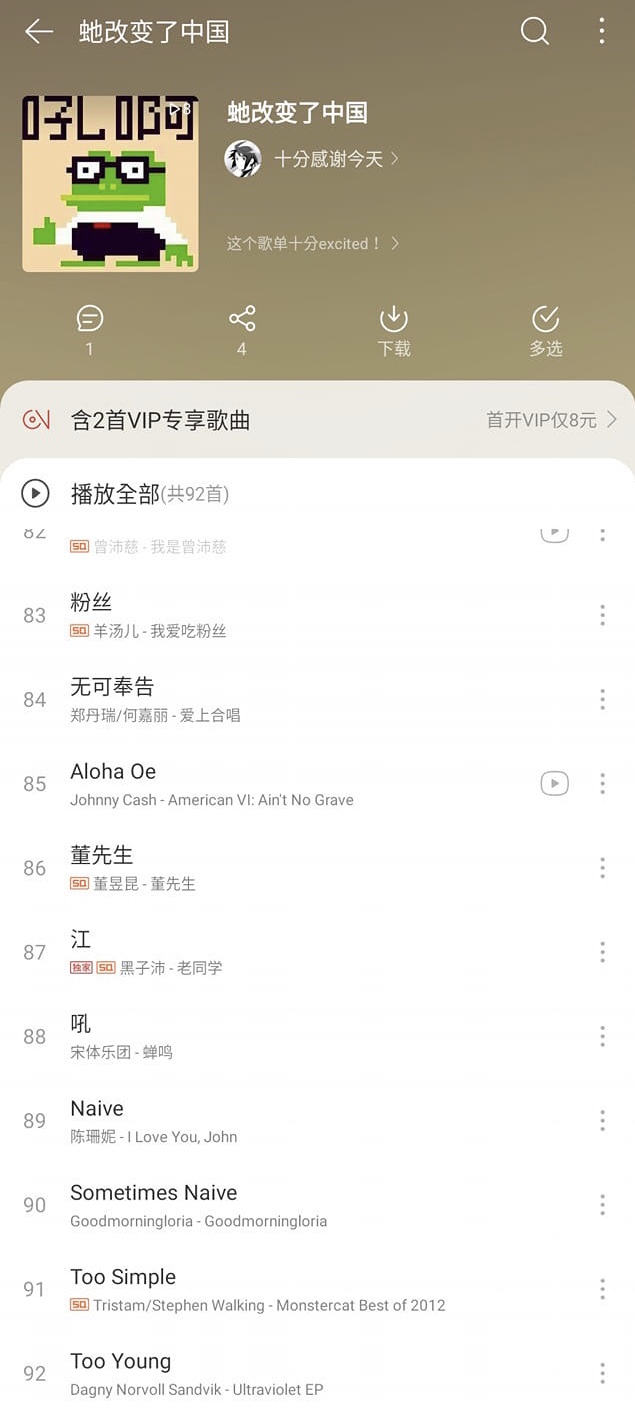 虵改变了中国
吼啊
8
虵改变了中国
十分感谢今天
这个歌单十分excited！
1
4
下载
多选
含2首VIP专享歌曲
首开VIP仅8元
播放全部(共92首)
82
SQ 曾沛慈 - 我是曾沛慈
83
粉丝
SQ 羊汤儿 - 我爱吃粉丝
84
无可奉告
郑丹瑞/何嘉丽 - 爱上合唱
85
Aloha Oe
Johnny Cash - American VI: Ain't No Grave
86
董先生
SQ 董昱昆 - 董先生
87
江
独家 SQ 黑子沛 - 老同学
88
吼
宋体乐团 - 蝉鸣
89
Naive
陈珊妮 - I Love You, John
90
Sometimes Naive
Goodmorningloria - Goodmorningloria
91
Too Simple
SQ Tristam/Stephen Walking - Monstercat Best of 2012
92
Too Young
Dagny Norvoll Sandvik - Ultraviolet EP